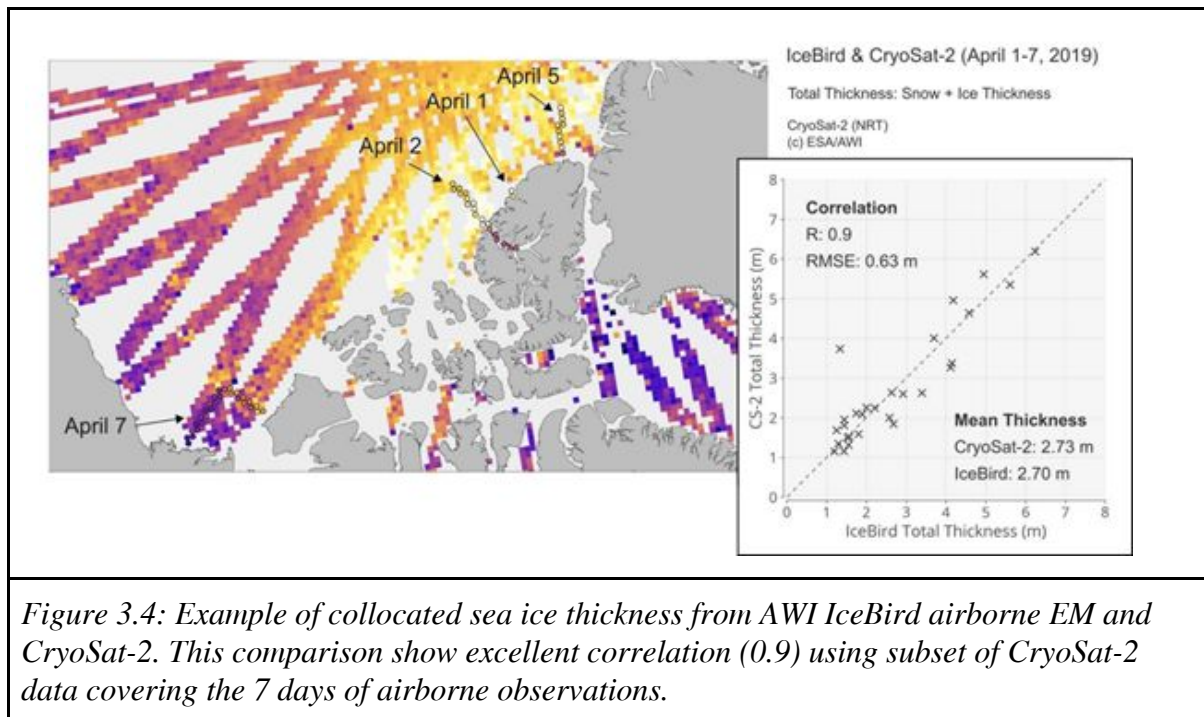 IceBird & CryoSat-2 (April 1-7, 2019)
Total Thickness: Snow + Ice Thickness
CryoSat-2 (NRT)
(c) ESA/AWI
April 5
April 1
April 2
April 7
8
7
6
5
4
3
2
1
0
CS-2 Total Thickness (m)
Correlation
R: 0.9
RMSE: 0.63 m
Mean Thickness
CryoSat-2: 2.73 m
IceBird: 2.70 m
0 1 2 3 4 5 6 7 8
IceBird Total Thickness (m)
Figure 3.4: Example of collocated sea ice thickness from AWI IceBird airborne EM and
CryoSat-2. This comparison show excellent correlation (0.9) using subset of CryoSat-2
data covering the 7 days of airborne observations.